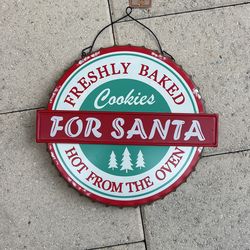 FRESHLY BAKED
Cookies
FOR SANTA
HOT FROM THE OVEN